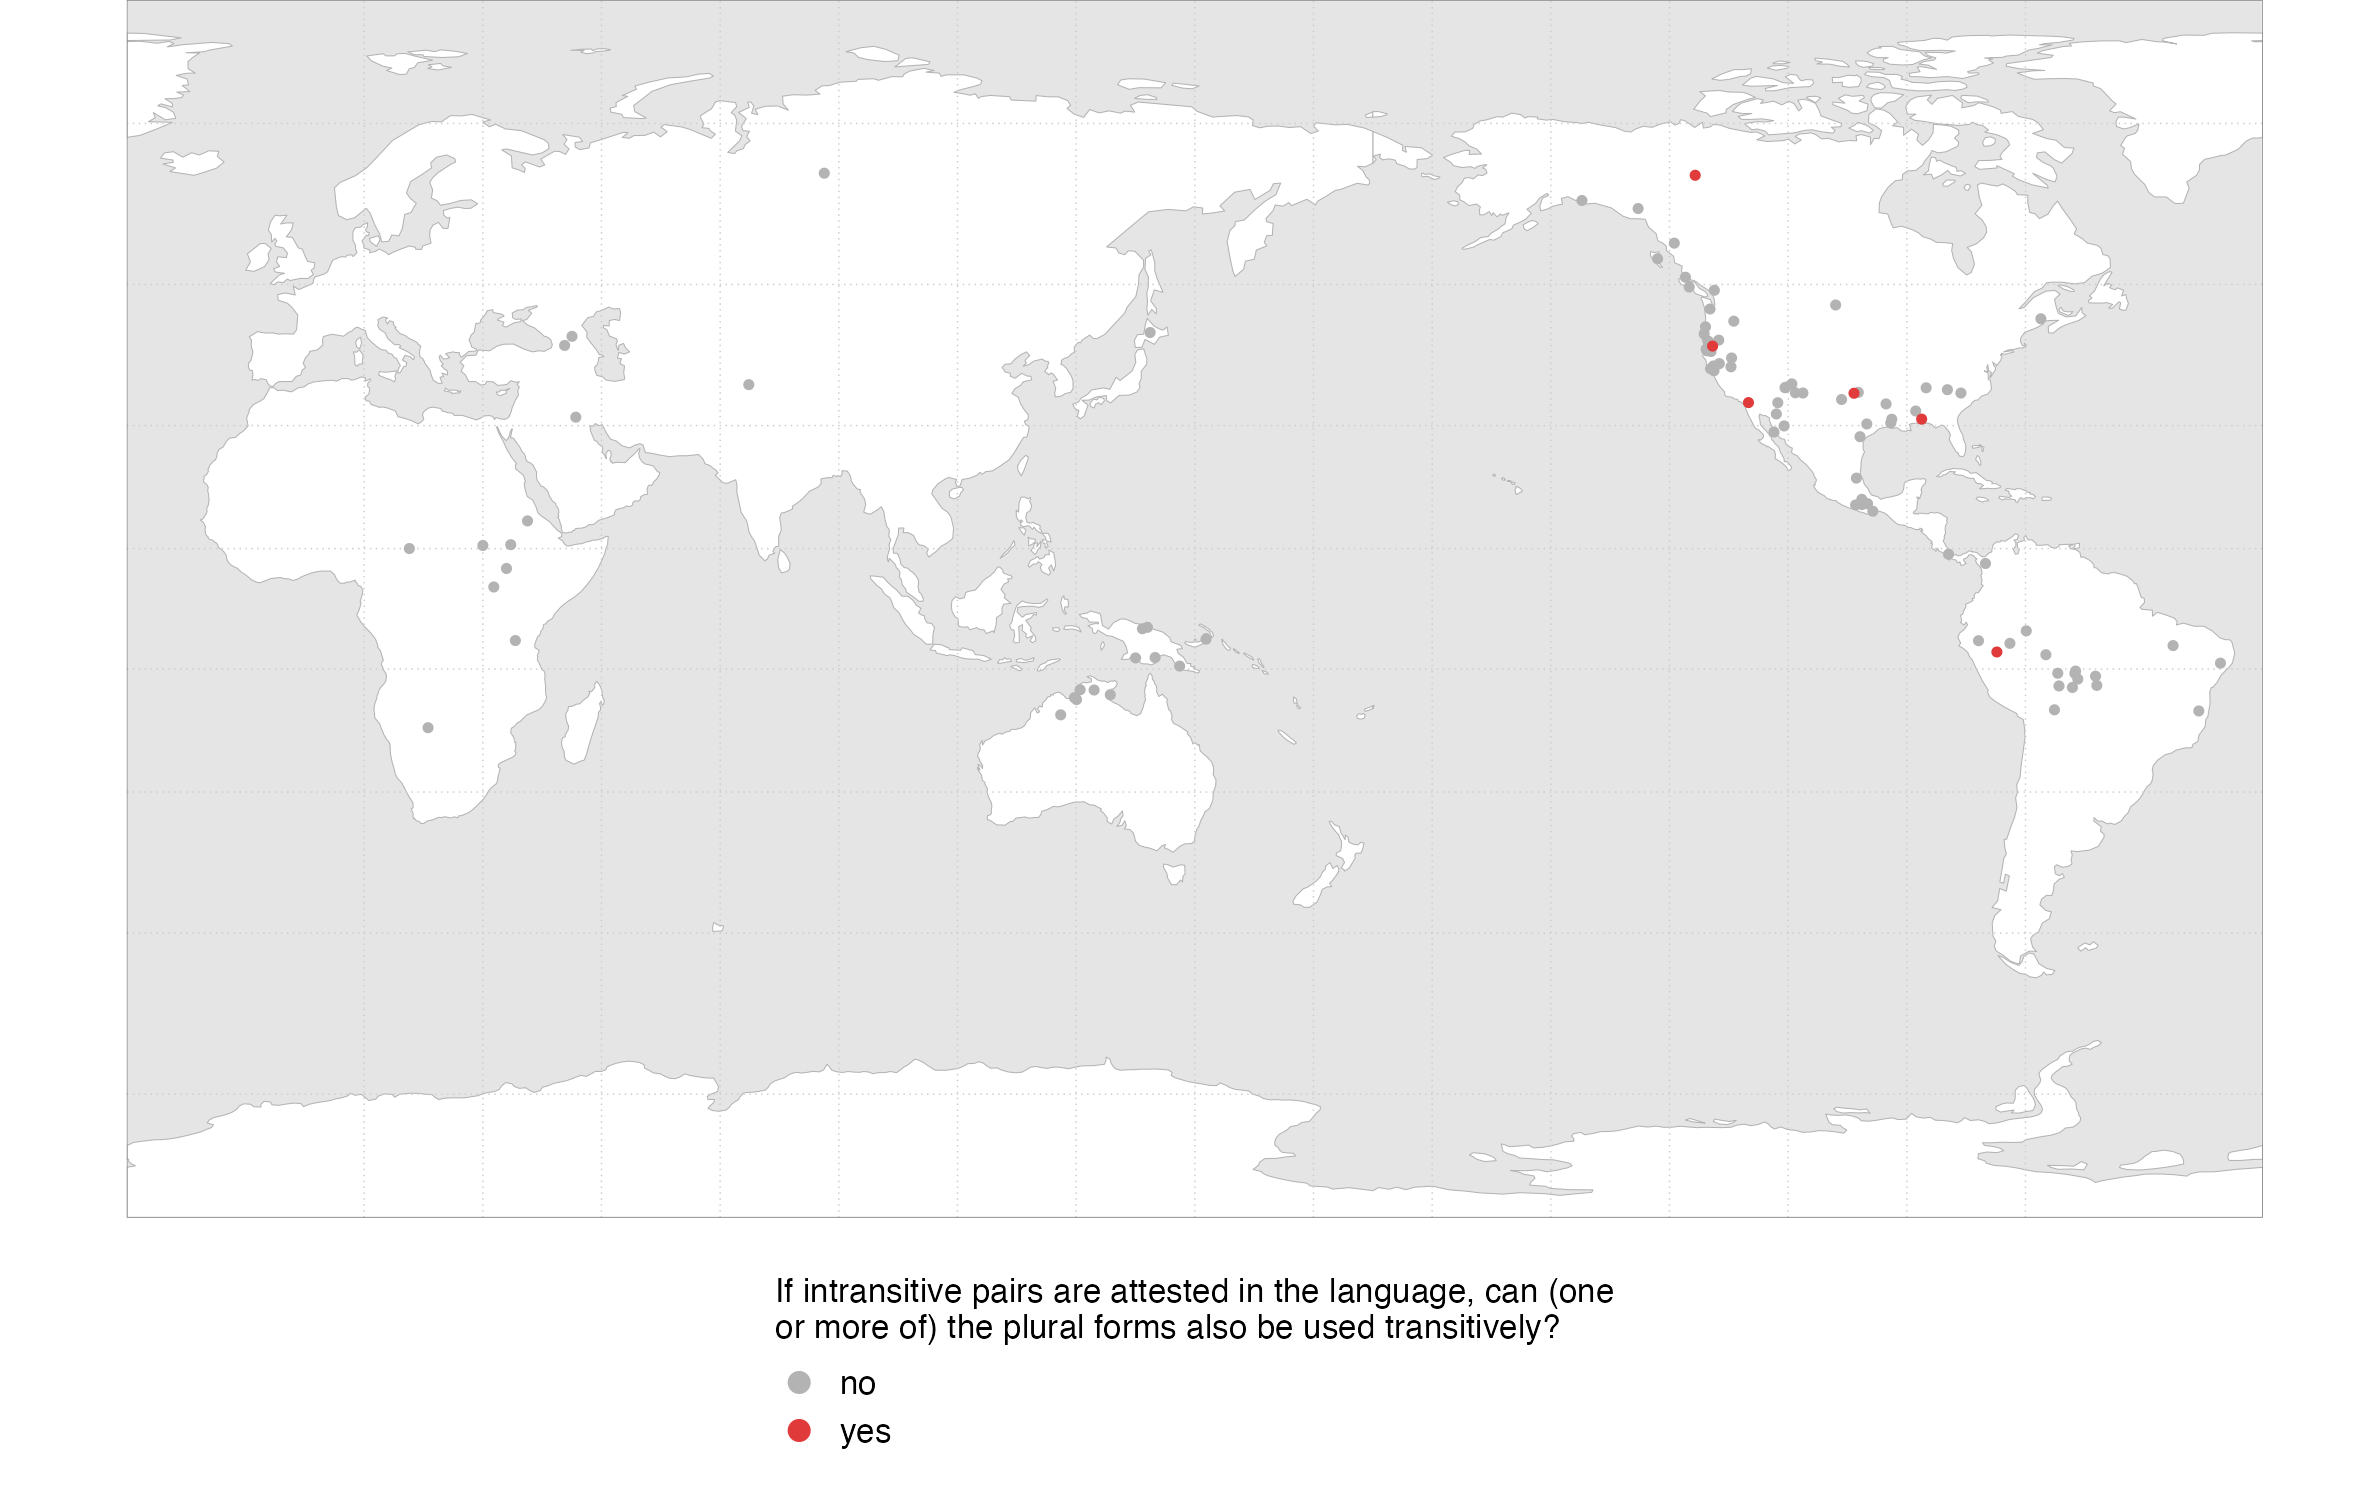 If intransitive pairs are attested in the language, can (one
or more of) the plural forms also be used transitively?
no
yes